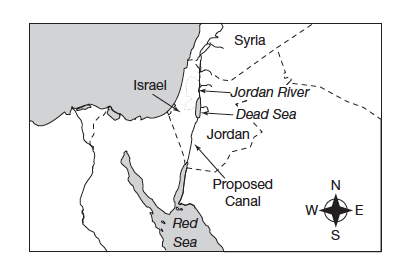 Syria
Israel
Jordan River
Dead Sea
Jordan
Proposed
Canal
Red
Sea
N
W
E
S